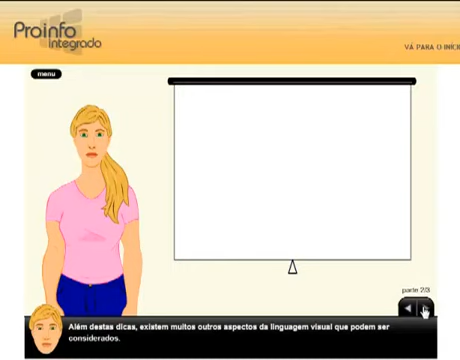 Proinfo
Integrado
VÁ PARA O INÍCI
menu
parte 2/3
Além destas dicas, existem muitos outros aspectos da linguagem visual que podem ser
considerados.